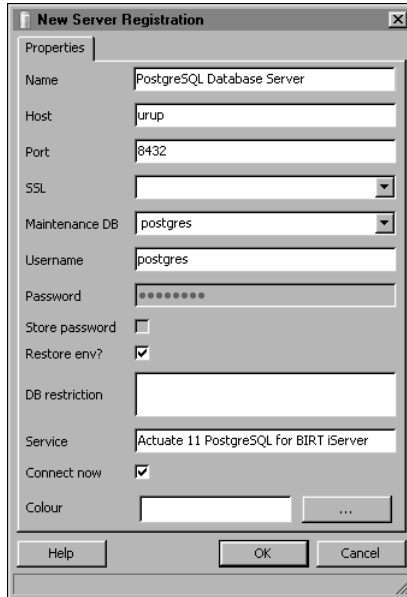 New Server Registration
Properties
Name PostgreSQL Database Server
Host urup
Port 8432
SSL
Maintenance DB postgres
Username postgres
Password ●●●●●●●●
Store password
Restore env?
DB restriction
Service Actuate 11 PostgreSQL for BIRT iServer
Connect now
Colour ...
Help OK Cancel